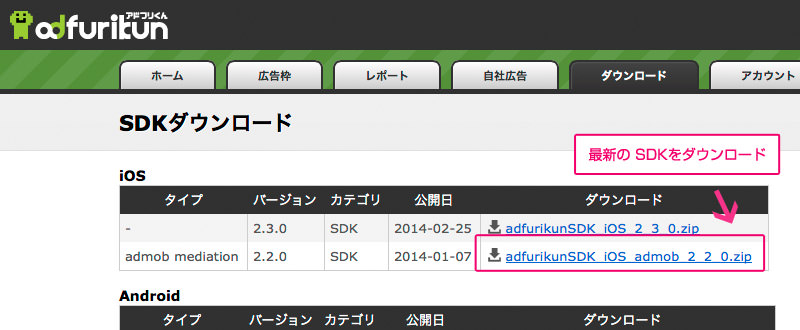 アドフリくん
adfurikun
ホーム 広告枠 レポート 自社広告 ダウンロード アカウント
SDKダウンロード
最新の SDKをダウンロード
iOS
タイプ バージョン カテゴリ 公開日 ダウンロード
- 2.3.0 SDK 2014-02-25 adfurikunSDK_iOS_2_3_0.zip
admob mediation 2.2.0 SDK 2014-01-07 adfurikunSDK_iOS_admob_2_2_0.zip
Android
タイプ バージョン カテゴリ 公開日 ダウンロード